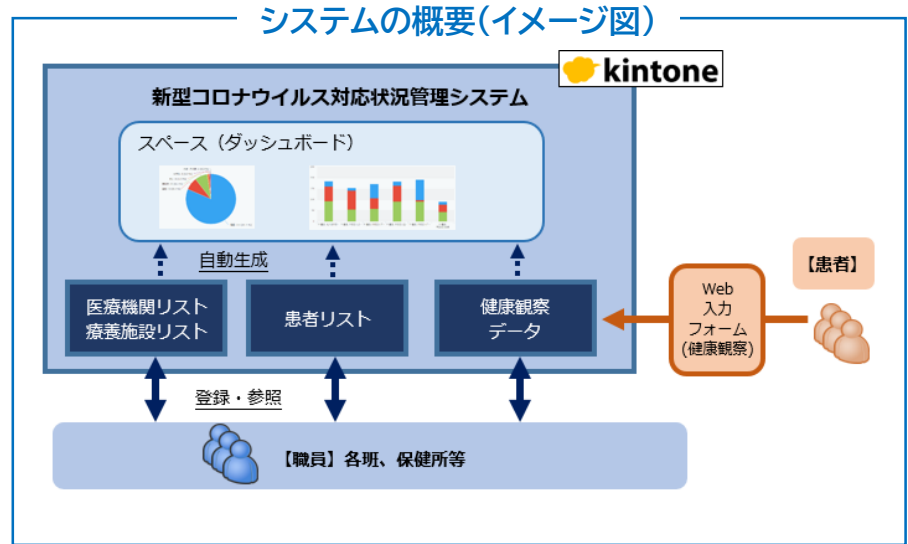 システムの概要(イメージ図)
kintone
新型コロナウイルス対応状況管理システム
スペース（ダッシュボード）
自動生成
医療機関リスト
療養施設リスト
患者リスト
健康観察
データ
Web
入力
フォーム
(健康観察)
【患者】
登録・参照
【職員】各班、保健所等